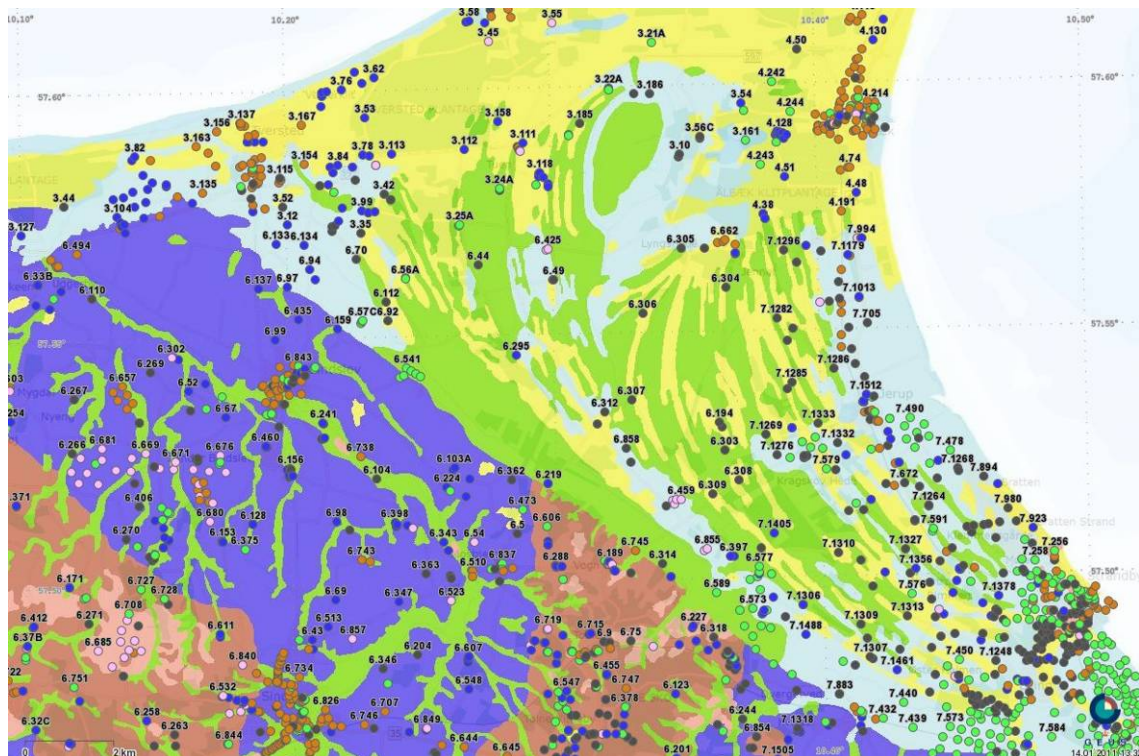 10.10° 10.20° 10.40° 10.50°
3.58 3.55
3.45 3.21A 4.50 4.130
3.62
57.60 3.76 3.22A 3.186 4.242 57.60
3.53 3.158 3.54 4.244 4.214
3.137 3.167 3.185 4.128
3.156
3.163 3.112 3.111 3.56C 3.161
3.82 3.154 3.84 3.78 3.113 3.118 3.10 4.243 4.51 4.74
3.115
3.135 3.42 3.24A ÅLBÆK KLITPLANTAGE 4.48
3.44 3.52 3.99 4.38 4.191
3.104 3.12 3.35 3.25A
3.127 6.133 6.134 6.425 6.305 6.662 7.994
6.494 6.70 7.1296 7.1179
6.94 6.44
6.33B 6.137 6.97 6.56A 6.49 6.304 7.1013
6.110 6.112
6.435 6.57C 6.92 6.306 7.1282 7.705
6.99 6.159 57.55
57.55 6.302 6.843 6.295 7.1286
6.269 6.541
6.657 6.52 7.1285 7.1512
6.267 6.67 6.307
254 6.241 6.312 6.194 7.1333 7.490
6.266 6.681 6.669 6.460 6.738 6.858 6.303 7.1269 7.1332 7.478
6.671 6.676 7.1276 7.1268
6.156 6.104 6.103A 6.362 6.219 7.579 7.672 7.894
6.224 6.308 Kragskov Hede
371 6.406 6.459 6.309 7.1264
6.680 6.128 6.98 6.398 6.473 7.980
6.270 6.153 6.343 6.54 6.5 6.606 7.1405 7.591 7.923
6.375 6.855 6.397
6.743 6.837 6.288 6.189 6.745 6.314 7.1310 7.1327 7.258 7.256
6.171 6.727 6.363 6.510 6.577 7.1356
57.50 6.728 6.69 6.347 6.523 6.589 7.576 7.1378 57.50
6.271 6.708 6.573 7.1306
6.412 6.513 7.1313
6.37B 6.685 6.611 6.43 6.857 6.719 6.715 6.9 6.75 6.227 6.318 7.1488 7.1309
6.840 6.204 6.607 7.1307 7.1461 7.450 7.1248
6.734 6.346 6.455
6.751 6.532 6.548 6.547 6.747 6.123 7.883 7.440
6.826 6.707 6.378
6.258 6.746 6.244 7.432
6.32C 6.263 6.844 6.849 6.854 7.1318 7.439 7.573 7.584
6.644 6.645 6.201 7.1505
0 2 km